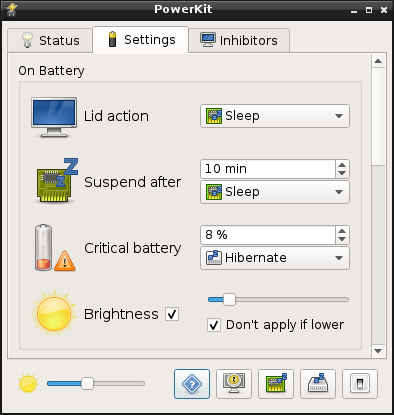 PowerKit
Status Settings Inhibitors
On Battery
Lid action Sleep
10 min
Suspend after Sleep
8 %
Critical battery Hibernate
Brightness
Don't apply if lower